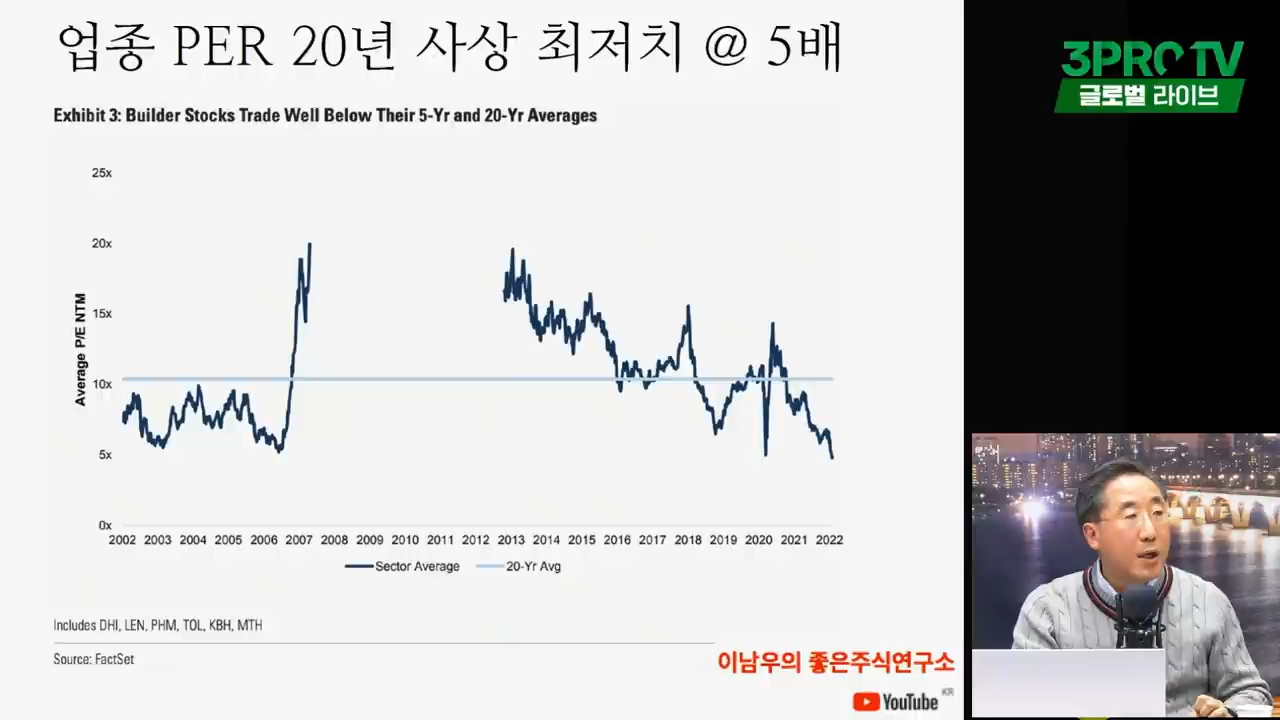 업종 PER 20년 사상 최저치 @ 5배
3PRO TV
글로벌 라이브
Exhibit 3: Builder Stocks Trade Well Below Their 5-Yr and 20-Yr Averages
25x
20x
15x
10x
5x
0x
Average P/E NTM
2002 2003 2004 2005 2006 2007 2008 2009 2010 2011 2012 2013 2014 2015 2016 2017 2018 2019 2020 2021 2022
Sector Average 20-Yr Avg
Includes DHI, LEN, PHM, TOL, KBH, MTH
Source: FactSet
이남우의 좋은주식연구소
YouTube KR